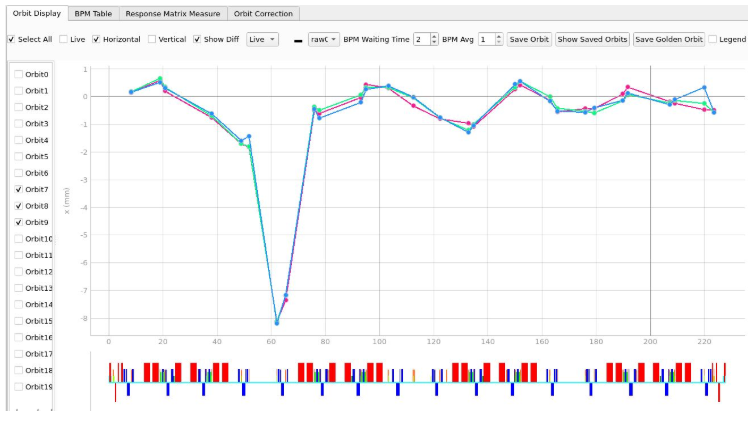 Orbit Display BPM Table Response Matrix Measure Orbit Correction
Select All Live Horizontal Vertical Show Diff Live BPM Waiting Time 2 BPM Avg 1 Save Orbit Show Saved Orbits Save Golden Orbit Legend
Orbit0
Orbit1
Orbit2
Orbit3
Orbit4
Orbit5
Orbit6
Orbit7
Orbit8
Orbit9
Orbit10
Orbit11
Orbit12
Orbit13
Orbit14
Orbit15
Orbit16
Orbit17
Orbit18
Orbit19
x (mm)
1
0
-1
-2
-3
-4
-5
-6
-7
-8
0 20 40 60 80 100 120 140 160 180 200 220